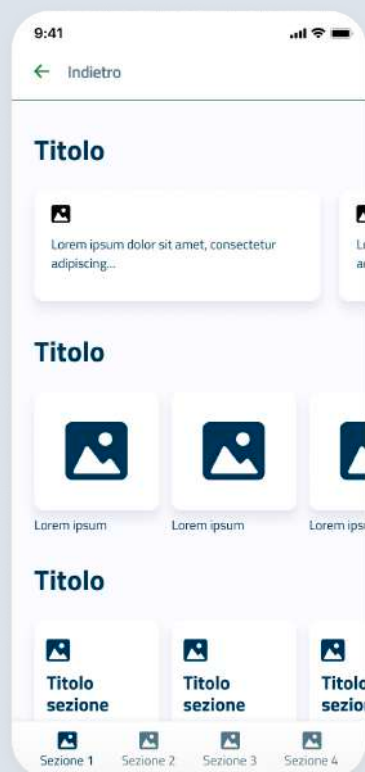 9:41
Indietro
Titolo
Lorem ipsum dolor sit amet, consectetur
adipiscing...
Titolo
Lorem ipsum
Lorem ipsum
Lorem
Titolo
Titolo
sezione
Titolo
sezione
Sezione 1
Sezione 2
Sezione 3
Sezione 4